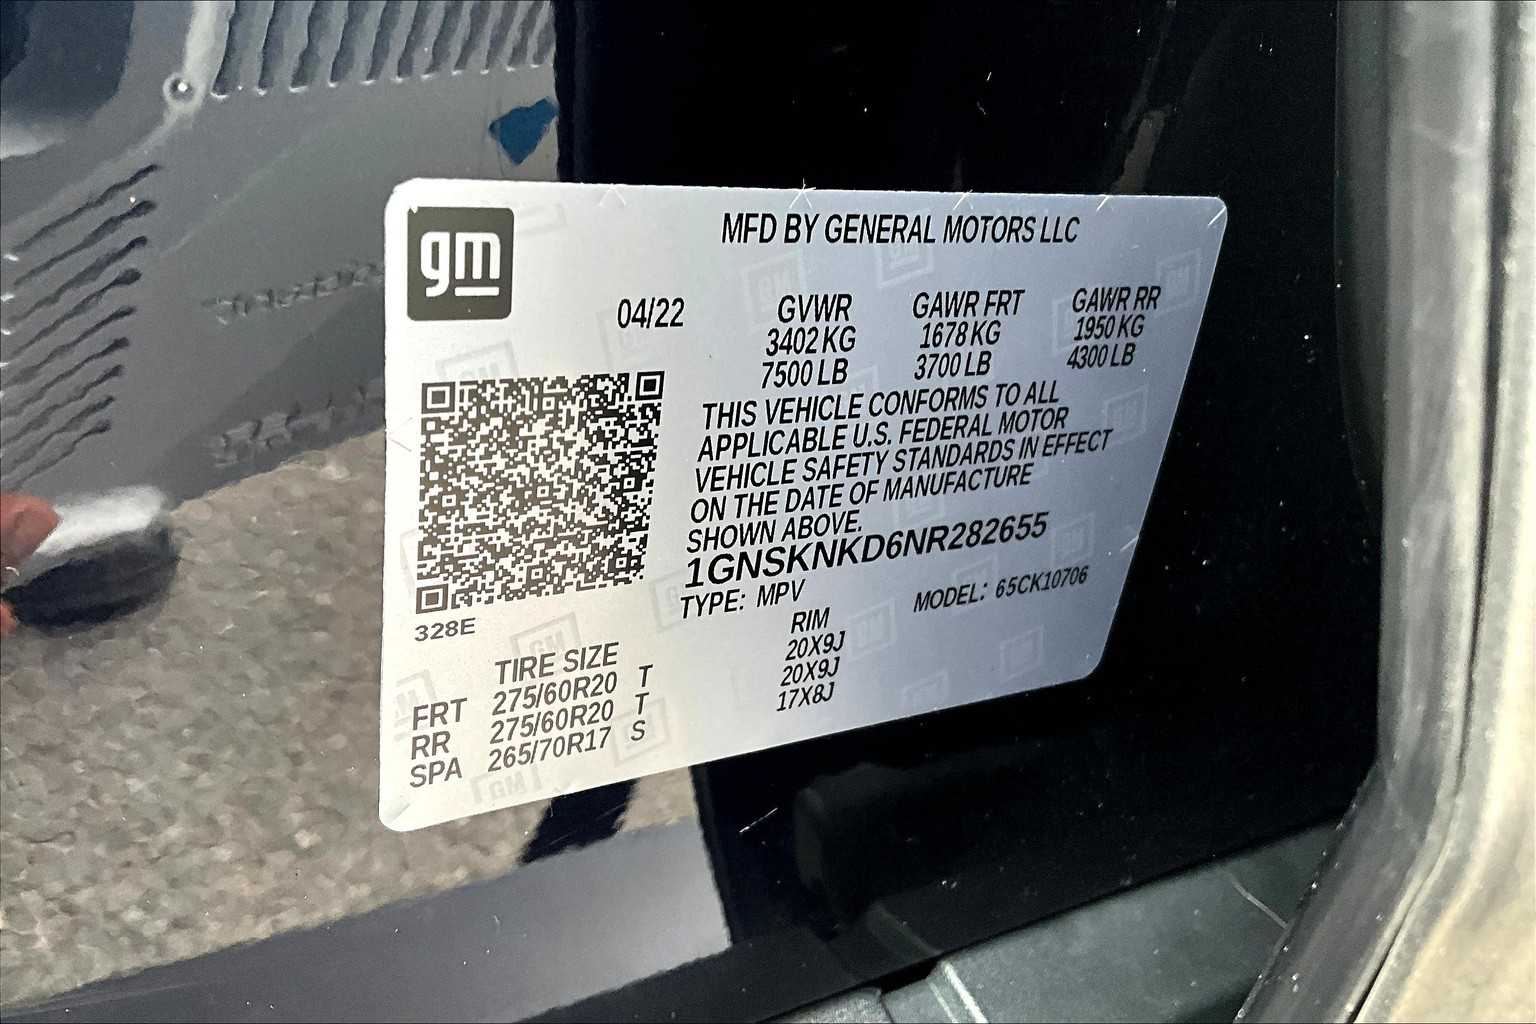 gm
MFD BY GENERAL MOTORS LLC
04/22 GVWR GAWR FRT GAWR RR
3402 KG 1678 KG 1950 KG
7500 LB 3700 LB 4300 LB
THIS VEHICLE CONFORMS TO ALL
APPLICABLE U.S. FEDERAL MOTOR
VEHICLE SAFETY STANDARDS IN EFFECT
ON THE DATE OF MANUFACTURE
SHOWN ABOVE.
1GNSKNKD6NR282655
TYPE: MPV MODEL: 65CK10706
328E
TIRE SIZE RIM
FRT 275/60R20 T 20X9J
RR 275/60R20 T 20X9J
SPA 265/70R17 S 17X8J